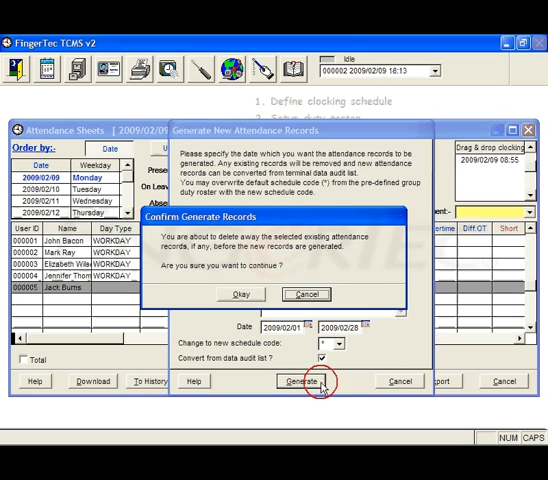 FingerTec TCMS v2
Idle
000002 2009/02/09 18:13
1. Define clocking schedule
Attendance Sheets [ 2009/02/09
Generate New Attendance Records
Order by:-
Date
Date Weekday
2009/02/09 Monday
2009/02/10 Tuesday
2009/02/11 Wednesday
2009/02/12 Thursday
Please specify the date which you want the attendance records to be
generated. Any existing records will be removed and new attendance
records can be converted from terminal data audit list.
You may overwrite default schedule code (*) from the pre-defined group
duty roster with the new schedule code.
Drag & drop clocking
2009/02/09 08:55
User ID Name Day Type
Diff.OT Short
000001 John Bacon WORKDAY
000002 Mark Ray WORKDAY
000003 Elizabeth WORKDAY
000004 Jennifer WORKDAY
000005 Jack Burns
Confirm Generate Records
You are about to delete away the selected existing attendance
records, if any, before the new records are generated.
Are you sure you want to continue ?
Okay
Cancel
Date 2009/02/01 2009/02/28
Change to new schedule code: *
Convert from data audit list ?
Total
Help
Download
To History
Help
Generate
Cancel
Cancel
NUM CAPS